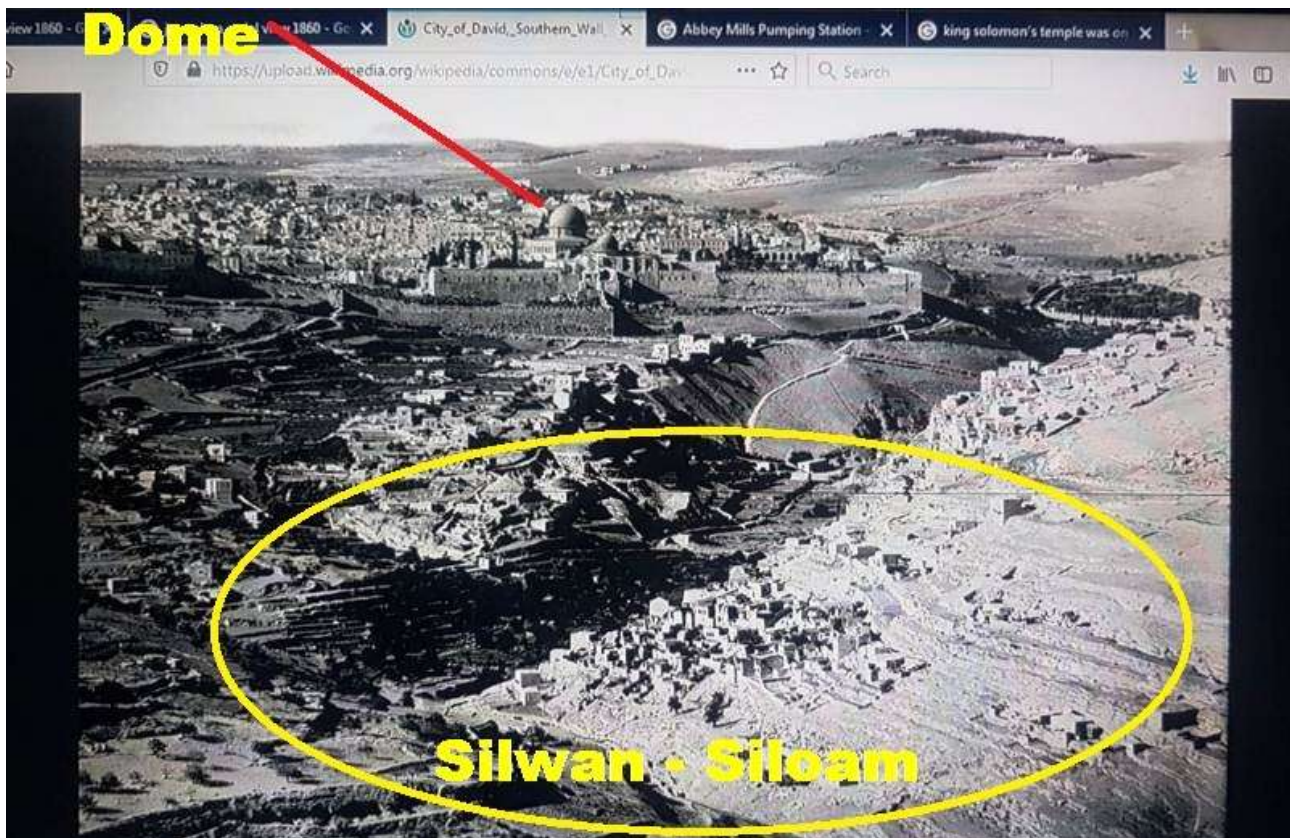 view 1860 - G
view 1860 - Go
City_of_David,_Southern_Wall_
Abbey Mills Pumping Station -
king solomon's temple was on
Dome
https://upload.wikimedia.org/wikipedia/commons/e/e1/City_of_Dav
Search
Silwan - Siloam